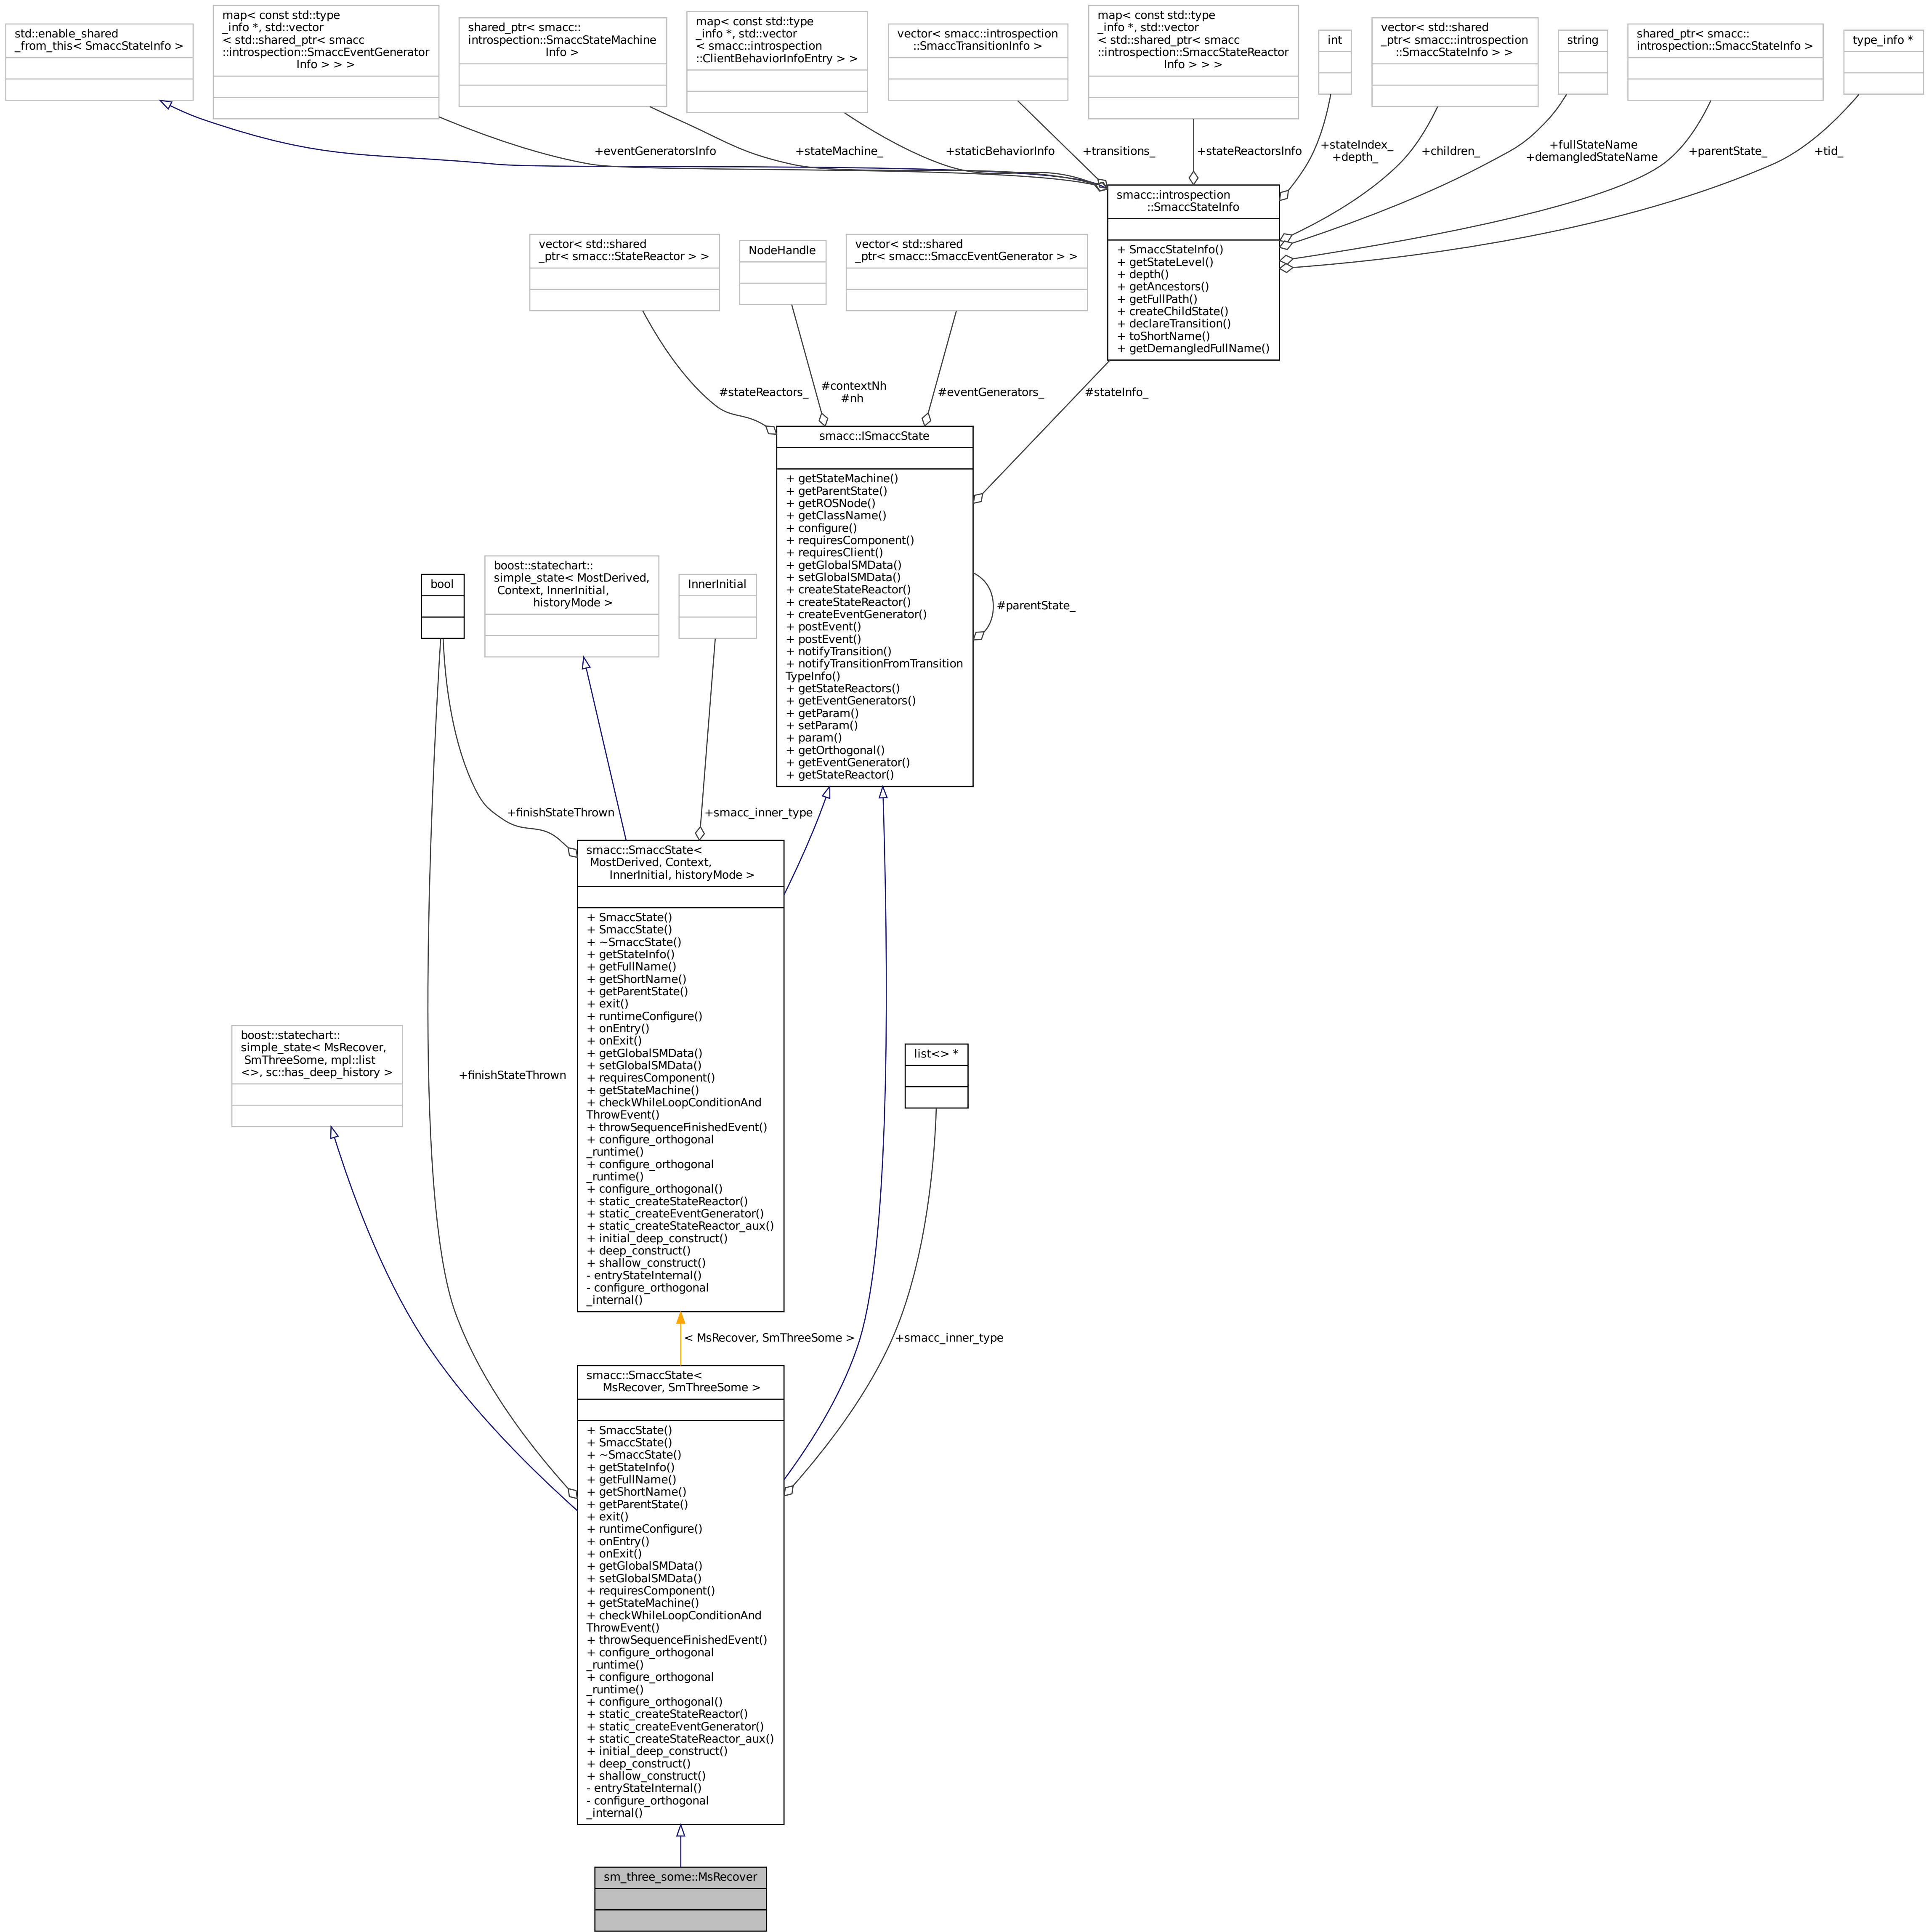 std::enable_shared
_from_this< SmaccStateInfo >
map< const std::type
_info *, std::vector
< std::shared_ptr< smacc
::introspection::SmaccEventGenerator
Info > > >
shared_ptr< smacc::
introspection::SmaccStateMachine
Info >
map< const std::type
_info *, std::vector
< smacc::introspection
::ClientBehaviorInfoEntry > >
vector< smacc::introspection
::SmaccTransitionInfo >
map< const std::type
_info *, std::vector
< std::shared_ptr< smacc
::introspection::SmaccStateReactor
Info > > >
int
vector< std::shared
_ptr< smacc::introspection
::SmaccStateInfo > >
string
shared_ptr< smacc::
introspection::SmaccStateInfo >
type_info *
+eventGeneratorsInfo
+stateMachine_
+staticBehaviorInfo
+transitions_
+stateReactorsInfo
+stateIndex_
+depth_
+children_
+fullStateName
+demangledStateName
+parentState_
+tid_
smacc::introspection
::SmaccStateInfo
+ SmaccStateInfo()
+ getStateLevel()
+ depth()
+ getAncestors()
+ getFullPath()
+ createChildState()
+ declareTransition()
+ toShortName()
+ getDemangledFullName()
vector< std::shared
_ptr< smacc::StateReactor > >
NodeHandle
vector< std::shared
_ptr< smacc::SmaccEventGenerator > >
#stateReactors_
#contextNh
#nh
#eventGenerators_
#stateInfo_
smacc::ISmaccState
+ getStateMachine()
+ getParentState()
+ getROSNode()
+ getClassName()
+ configure()
+ requiresComponent()
+ requiresClient()
+ getGlobalSMData()
+ setGlobalSMData()
+ createStateReactor()
+ createStateReactor()
+ createEventGenerator()
+ postEvent()
+ postEvent()
+ notifyTransition()
+ notifyTransitionFromTransition
TypeInfo()
+ getStateReactors()
+ getEventGenerators()
+ getParam()
+ setParam()
+ param()
+ getOrthogonal()
+ getEventGenerator()
+ getStateReactor()
#parentState_
bool
boost::statechart::
simple_state< MostDerived,
Context, InnerInitial,
historyMode >
InnerInitial
+finishStateThrown
+smacc_inner_type
smacc::SmaccState<
MostDerived, Context,
InnerInitial, historyMode >
+ SmaccState()
+ SmaccState()
+ ~SmaccState()
+ getStateInfo()
+ getFullName()
+ getShortName()
+ getParentState()
+ exit()
+ runtimeConfigure()
+ onEntry()
+ onExit()
+ getGlobalSMData()
+ setGlobalSMData()
+ requiresComponent()
+ getStateMachine()
+ checkWhileLoopConditionAnd
ThrowEvent()
+ throwSequenceFinishedEvent()
+ configure_orthogonal
_runtime()
+ configure_orthogonal
_runtime()
+ configure_orthogonal()
+ static_createStateReactor()
+ static_createEventGenerator()
+ static_createStateReactor_aux()
+ initial_deep_construct()
+ deep_construct()
+ shallow_construct()
- entryStateInternal()
- configure_orthogonal
_internal()
boost::statechart::
simple_state< MsRecover,
SmThreeSome, mpl::list
<>, sc::has_deep_history >
+finishStateThrown
list<> *
< MsRecover, SmThreeSome >
+smacc_inner_type
smacc::SmaccState<
MsRecover, SmThreeSome >
+ SmaccState()
+ SmaccState()
+ ~SmaccState()
+ getStateInfo()
+ getFullName()
+ getShortName()
+ getParentState()
+ exit()
+ runtimeConfigure()
+ onEntry()
+ onExit()
+ getGlobalSMData()
+ setGlobalSMData()
+ requiresComponent()
+ getStateMachine()
+ checkWhileLoopConditionAnd
ThrowEvent()
+ throwSequenceFinishedEvent()
+ configure_orthogonal
_runtime()
+ configure_orthogonal
_runtime()
+ configure_orthogonal()
+ static_createStateReactor()
+ static_createEventGenerator()
+ static_createStateReactor_aux()
+ initial_deep_construct()
+ deep_construct()
+ shallow_construct()
- entryStateInternal()
- configure_orthogonal
_internal()
sm_three_some::MsRecover